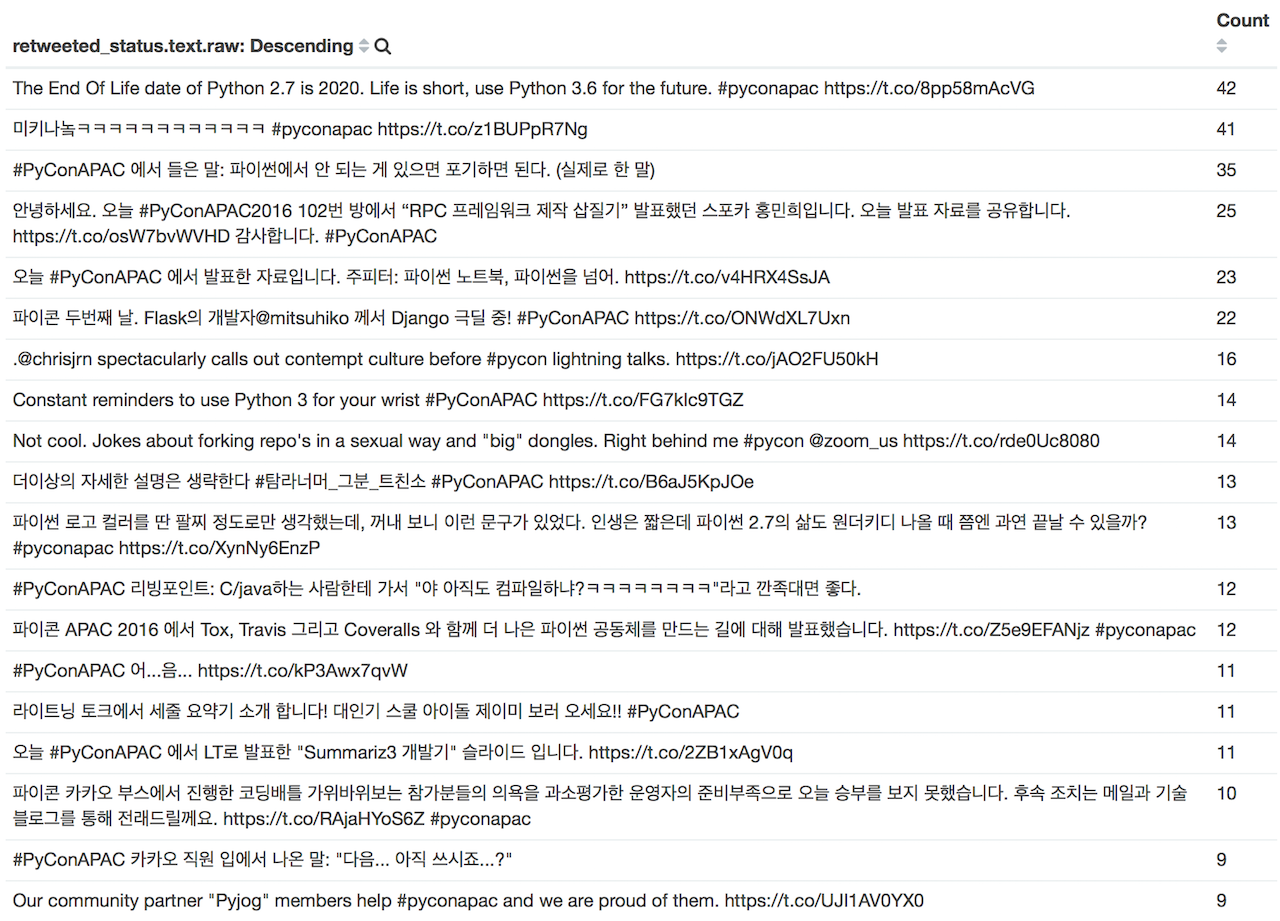 Count
retweeted_status.text.raw: Descending
The End Of Life date of Python 2.7 is 2020. Life is short, use Python 3.6 for the future. #pyconapac https://t.co/8pp58mAcVG 42
미키나놐ㅋㅋㅋㅋㅋㅋㅋㅋㅋㅋㅋㅋ #pyconapac https://t.co/z1BUPpR7Ng 41
#PyConAPAC 에서 들은 말: 파이썬에서 안 되는 게 있으면 포기하면 된다. (실제로 한 말) 35
안녕하세요. 오늘 #PyConAPAC2016 102번 방에서 “RPC 프레임워크 제작 삽질기” 발표했던 스포카 홍민희입니다. 오늘 발표 자료를 공유합니다. 25
https://t.co/osW7bvWVHD 감사합니다. #PyConAPAC
오늘 #PyConAPAC 에서 발표한 자료입니다. 주피터: 파이썬 노트북, 파이썬을 넘어. https://t.co/v4HRX4SsJA 23
파이콘 두번째 날. Flask의 개발자@mitsuhiko 께서 Django 극딜 중! #PyConAPAC https://t.co/ONWdXL7Uxn 22
.@chrisjrn spectacularly calls out contempt culture before #pycon lightning talks. https://t.co/jAO2FU50kH 16
Constant reminders to use Python 3 for your wrist #PyConAPAC https://t.co/FG7kIc9TGZ 14
Not cool. Jokes about forking repo's in a sexual way and "big" dongles. Right behind me #pycon @zoom_us https://t.co/rde0Uc8080 14
더이상의 자세한 설명은 생략한다 #탐라너머_그분_트친소 #PyConAPAC https://t.co/B6aJ5KpJOe 13
파이썬 로고 컬러를 딴 팔찌 정도로만 생각했는데, 꺼내 보니 이런 문구가 있었다. 인생은 짧은데 파이썬 2.7의 삶도 원더키디 나올 때 쯤엔 과연 끝날 수 있을까? 13
#pyconapac https://t.co/XynNy6EnzP
#PyConAPAC 리빙포인트: C/java하는 사람한테 가서 "야 아직도 컴파일하냐?ㅋㅋㅋㅋㅋㅋㅋㅋ"라고 깐족대면 좋다. 12
파이콘 APAC 2016 에서 Tox, Travis 그리고 Coveralls 와 함께 더 나은 파이썬 공동체를 만드는 길에 대해 발표했습니다. https://t.co/Z5e9EFANjz #pyconapac 12
#PyConAPAC 어...음... https://t.co/kP3Awx7qvW 11
라이트닝 토크에서 세줄 요약기 소개 합니다! 대인기 스쿨 아이돌 제이미 보러 오세요!! #PyConAPAC 11
오늘 #PyConAPAC 에서 LT로 발표한 "Summariz3 개발기" 슬라이드 입니다. https://t.co/2ZB1xAgV0q 11
파이콘 카카오 부스에서 진행한 코딩배틀 가위바위보는 참가분들의 의욕을 과소평가한 운영자의 준비부족으로 오늘 승부를 보지 못했습니다. 후속 조치는 메일과 기술 10
블로그를 통해 전래드릴께요. https://t.co/RAjaHYoS6Z #pyconapac
#PyConAPAC 카카오 직원 입에서 나온 말: "다음... 아직 쓰시죠...?" 9
Our community partner "Pyjog" members help #pyconapac and we are proud of them. https://t.co/UJI1AV0YX0 9